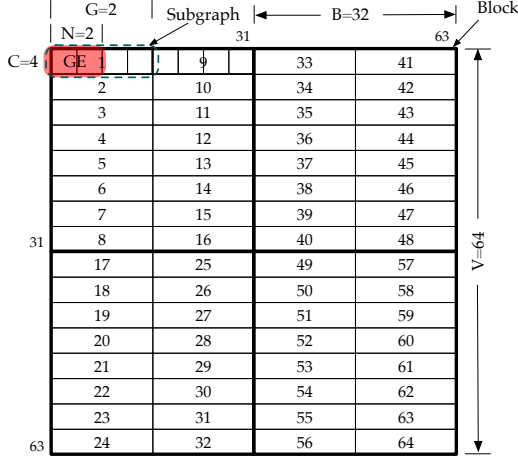 G=2
Subgraph
B=32
Block
N=2
31
63
C=4
GE 1 9 33 41
2 10 34 42
3 11 35 43
4 12 36 44
5 13 37 45
6 14 38 46
7 15 39 47
31 8 16 40 48
V=64
17 25 49 57
18 26 50 58
19 27 51 59
20 28 52 60
21 29 53 61
22 30 54 62
23 31 55 63
63 24 32 56 64